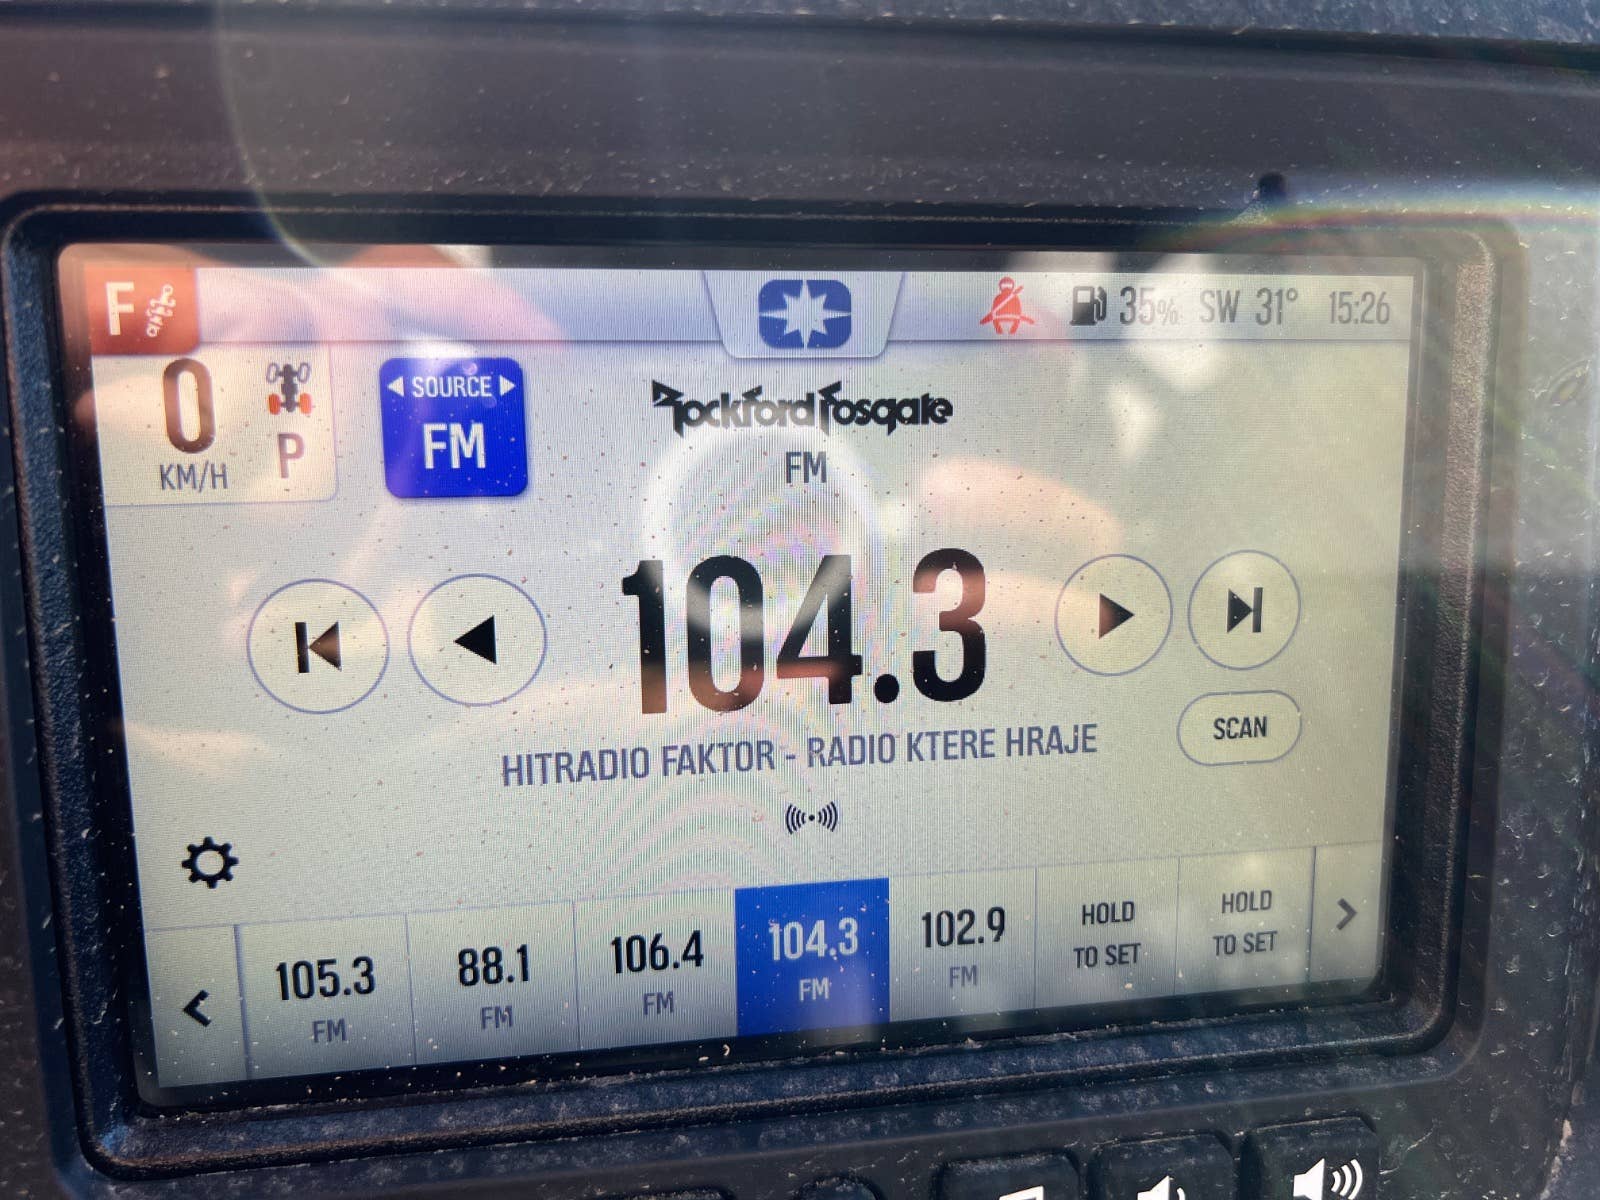 F
35% SW 31° 15:26
0
KM/H
P
SOURCE
FM
Rockford Fosgate
FM
104.3
SCAN
HITRADIO FAKTOR - RADIO KTERE HRAJE
105.3
FM
88.1
FM
106.4
FM
104.3
FM
102.9
FM
HOLD
TO SET
HOLD
TO SET